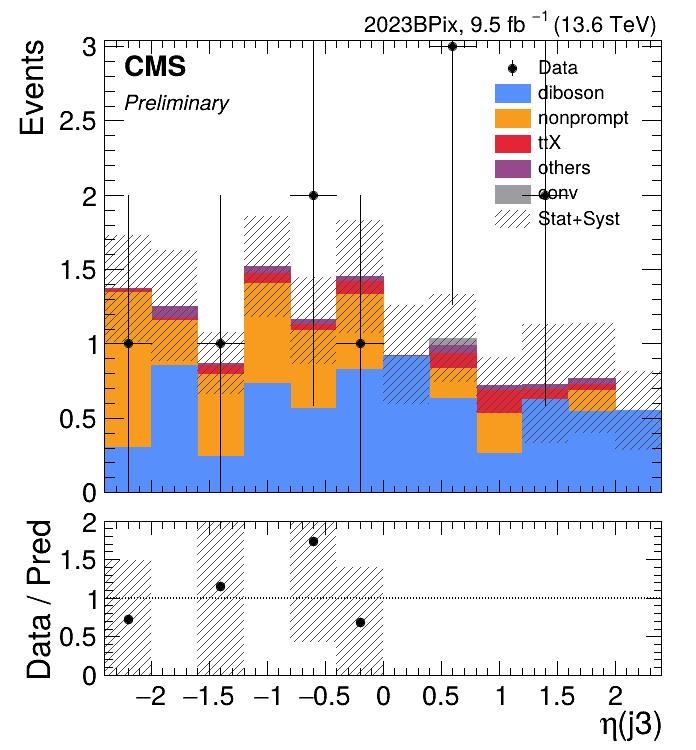 2023BPix, 9.5 fb⁻¹ (13.6 TeV)
CMS
Preliminary
Events
3
2.5
2
1.5
1
0.5
0
Data
diboson
nonprompt
ttX
others
conv
Stat+Syst
Data / Pred
2
1.5
1
0.5
0
−2 −1.5 −1 −0.5 0 0.5 1 1.5 2
η(j3)